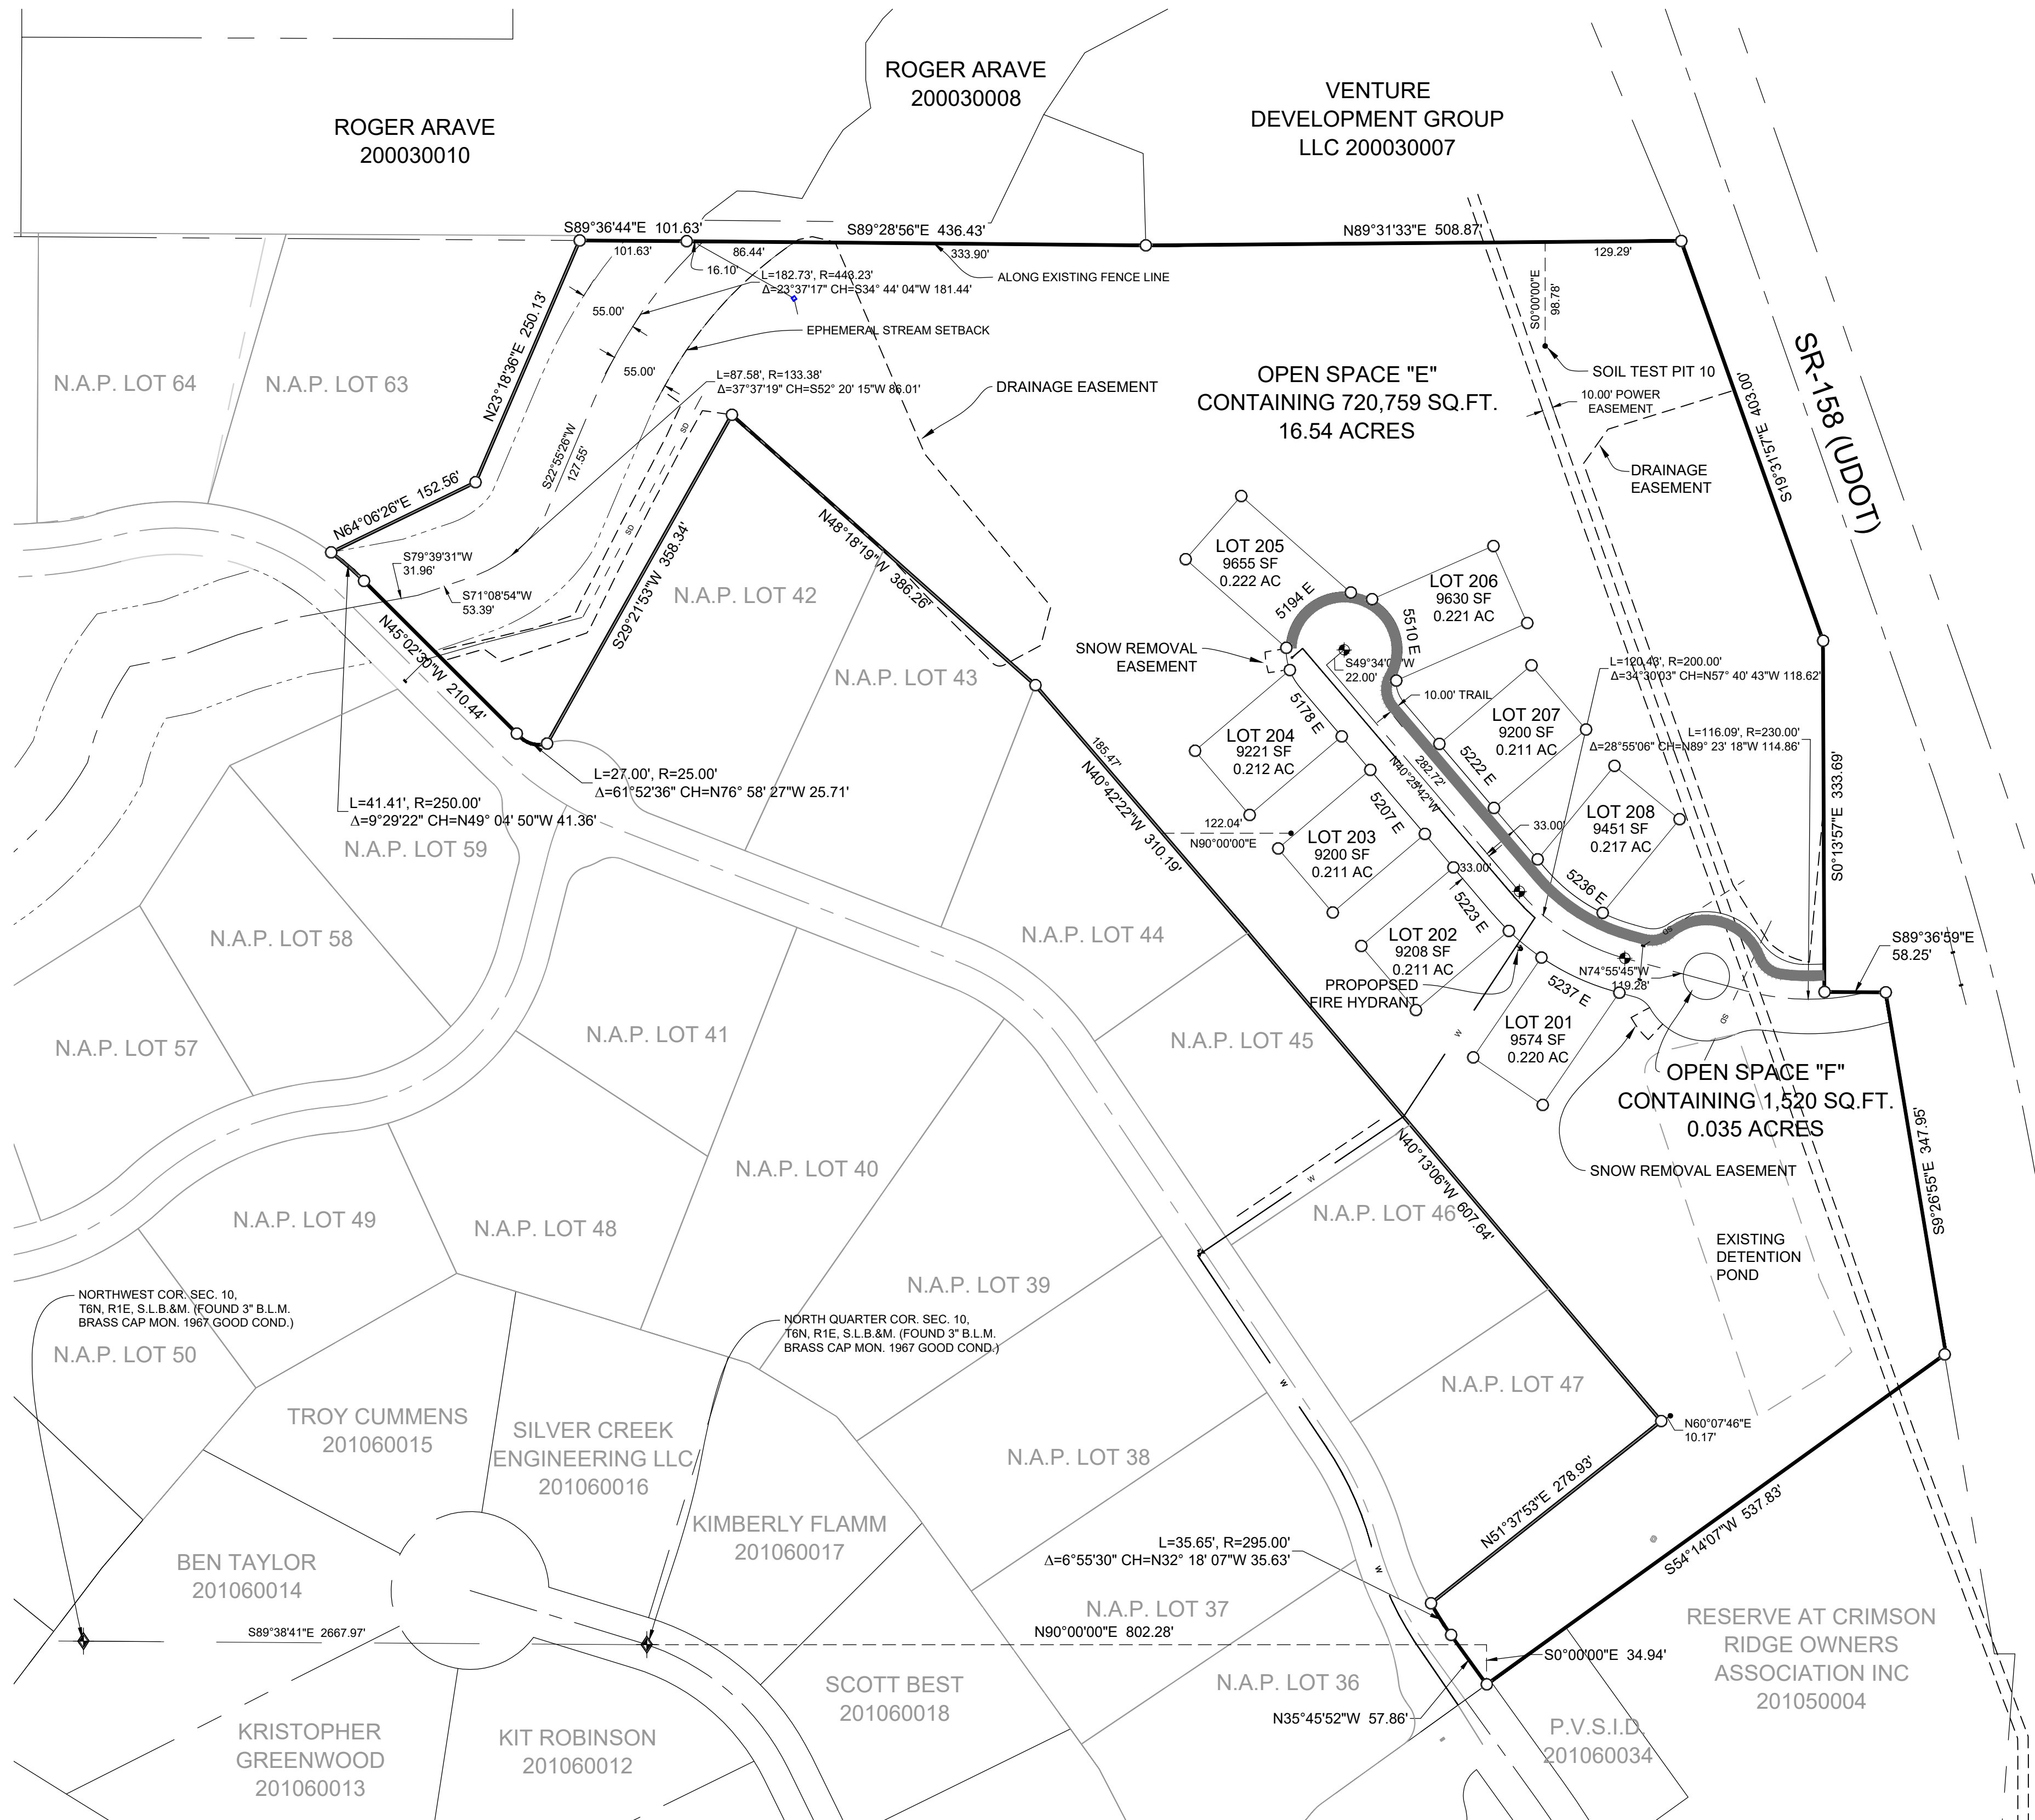 ROGER ARAVE
200030008
VENTURE
DEVELOPMENT GROUP
LLC 200030007
ROGER ARAVE
200030010
S89°36'44"E 101.63'
S89°28'56"E 436.43'
N89°31'33"E 508.87'
101.63'
86.44'
333.90'
129.29'
16.10'
L=182.73', R=443.23'
Δ=23°37'17" CH=S34° 44' 04"W 181.44'
ALONG EXISTING FENCE LINE
S0°00'00"E
98.78'
55.00'
EPHEMERAL STREAM SETBACK
N23°18'36"E 250.13'
SR-158 (UDOT)
N.A.P. LOT 64
N.A.P. LOT 63
55.00'
L=87.58', R=133.38'
Δ=37°37'19" CH=S52° 20' 15"W 86.01'
DRAINAGE EASEMENT
OPEN SPACE "E"
CONTAINING 720,759 SQ.FT.
16.54 ACRES
SOIL TEST PIT 10
10.00' POWER
EASEMENT
S19°31'57"E 403.00'
SD
S22°55'26"W
127.55'
DRAINAGE
EASEMENT
N64°06'26"E 152.56'
SD
N48°18'19"W 386.26'
S29°21'53"W 358.34'
S79°39'31"W
31.96'
S71°08'54"W
53.39'
N.A.P. LOT 42
LOT 205
9655 SF
0.222 AC
LOT 206
9630 SF
0.221 AC
5194 E
5510 E
N45°02'30"W 210.44'
N.A.P. LOT 43
SNOW REMOVAL
EASEMENT
22.00'
L=120.43', R=200.00'
Δ=34°30'03" CH=N57° 40' 43"W 118.62'
10.00' TRAIL
5178 E
LOT 207
9200 SF
0.211 AC
LOT 204
9221 SF
0.212 AC
L=116.09', R=230.00'
Δ=28°55'06" CH=N89° 23' 18"W 114.86'
5222 E
282.72'
N40°25'42"W
185.47'
N40°42'22"W 310.19'
L=27.00', R=25.00'
Δ=61°52'36" CH=N76° 58' 27"W 25.71'
L=41.41', R=250.00'
Δ=9°29'22" CH=N49° 04' 50"W 41.36'
N.A.P. LOT 59
S0°13'57"E 333.69'
LOT 208
9451 SF
0.217 AC
122.04'
N90°00'00"E
5207 E
33.00'
LOT 203
9200 SF
0.211 AC
33.00'
5236 E
5223 E
N.A.P. LOT 58
N.A.P. LOT 44
LOT 202
9208 SF
0.211 AC
SD
S89°36'59"E
58.25'
PROPOPSED
FIRE HYDRANT
N74°55'45"W
119.28'
5237 E
LOT 201
9574 SF
0.220 AC
SD
N.A.P. LOT 57
N.A.P. LOT 41
N.A.P. LOT 45
W
OPEN SPACE "F"
CONTAINING 1,520 SQ.FT.
0.035 ACRES
S9°26'55"E 347.95'
N.A.P. LOT 40
SNOW REMOVAL EASEMENT
W
N40°13'06"W 607.64'
N.A.P. LOT 49
N.A.P. LOT 48
N.A.P. LOT 46
EXISTING
DETENTION
POND
NORTHWEST COR. SEC. 10,
T6N, R1E, S.L.B.&M. (FOUND 3" B.L.M.
BRASS CAP MON. 1967 GOOD COND.)
N.A.P. LOT 39
NORTH QUARTER COR. SEC. 10,
T6N, R1E, S.L.B.&M. (FOUND 3" B.L.M.
BRASS CAP MON. 1967 GOOD COND.)
N.A.P. LOT 50
W
N.A.P. LOT 47
TROY CUMMENS
201060015
SILVER CREEK
ENGINEERING LLC
201060016
N60°07'46"E
10.17'
N.A.P. LOT 38
N51°37'53"E 278.93'
S54°14'07"W 537.83'
KIMBERLY FLAMM
201060017
L=35.65', R=295.00'
Δ=6°55'30" CH=N32° 18' 07"W 35.63'
BEN TAYLOR
201060014
W
N.A.P. LOT 37
S89°38'41"E 2667.97'
N90°00'00"E 802.28'
RESERVE AT CRIMSON
RIDGE OWNERS
ASSOCIATION INC
201050004
S0°00'00"E 34.94'
SCOTT BEST
201060018
N.A.P. LOT 36
N35°45'52"W 57.86'
KRISTOPHER
GREENWOOD
201060013
KIT ROBINSON
201060012
P.V.S.I.D.
201060034